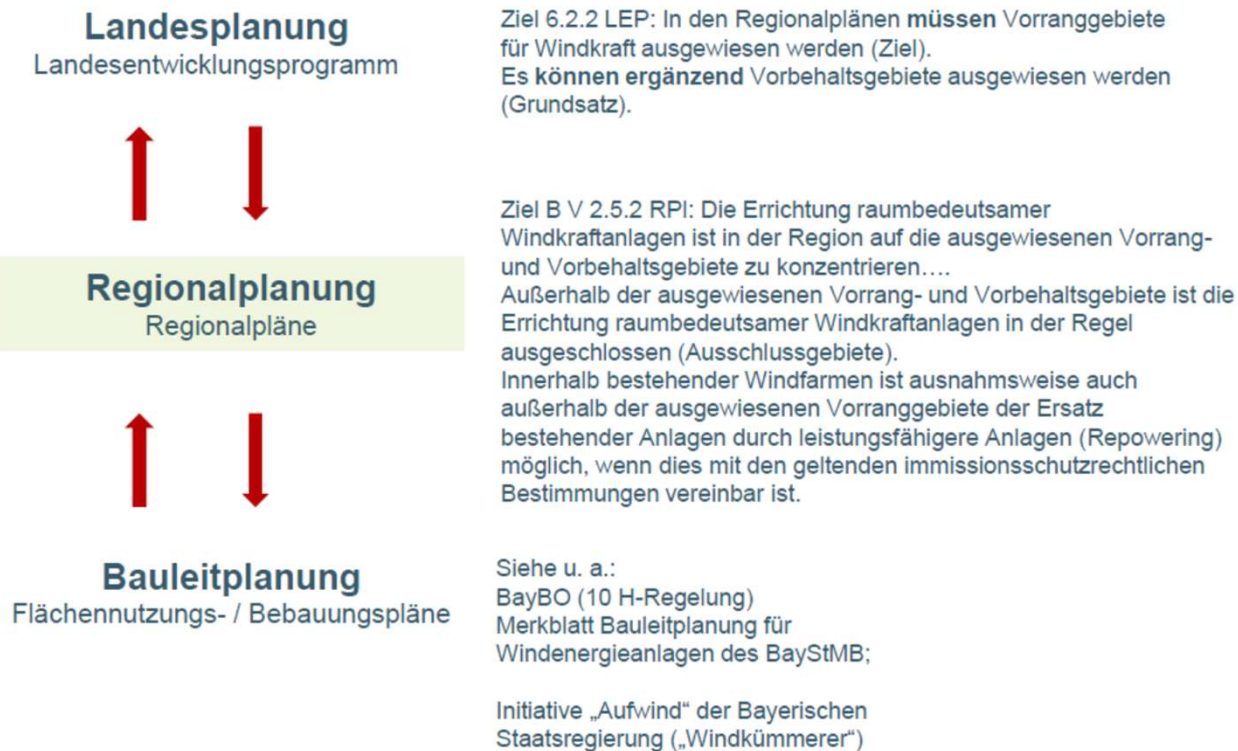 Landesplanung
Landesentwicklungsprogramm
Ziel 6.2.2 LEP: In den Regionalplänen müssen Vorranggebiete
für Windkraft ausgewiesen werden (Ziel).
Es können ergänzend Vorbehaltsgebiete ausgewiesen werden
(Grundsatz).
Regionalplanung
Regionalpläne
Ziel B V 2.5.2 RPl: Die Errichtung raumbedeutsamer
Windkraftanlagen ist in der Region auf die ausgewiesenen Vorrang-
und Vorbehaltsgebiete zu konzentrieren….
Außerhalb der ausgewiesenen Vorrang- und Vorbehaltsgebiete ist die
Errichtung raumbedeutsamer Windkraftanlagen in der Regel
ausgeschlossen (Ausschlussgebiete).
Innerhalb bestehender Windfarmen ist ausnahmsweise auch
außerhalb der ausgewiesenen Vorranggebiete der Ersatz
bestehender Anlagen durch leistungsfähigere Anlagen (Repowering)
möglich, wenn dies mit den geltenden immissionsschutzrechtlichen
Bestimmungen vereinbar ist.
Bauleitplanung
Flächennutzungs- / Bebauungspläne
Siehe u. a.:
BayBO (10 H-Regelung)
Merkblatt Bauleitplanung für
Windenergieanlagen des BayStMB;
Initiative „Aufwind“ der Bayerischen
Staatsregierung („Windkümmerer“)